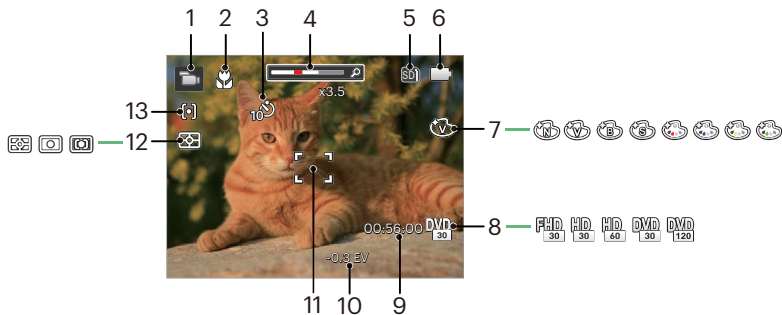 1 2 3 4 5 6
SD
x3.5
13
10
12
V
7
N V B S
11
00:56:00
DVD
30
8
FHD 30 HD 30 HD 60 DVD 30 DVD 120
-0.3 EV
11 10 9